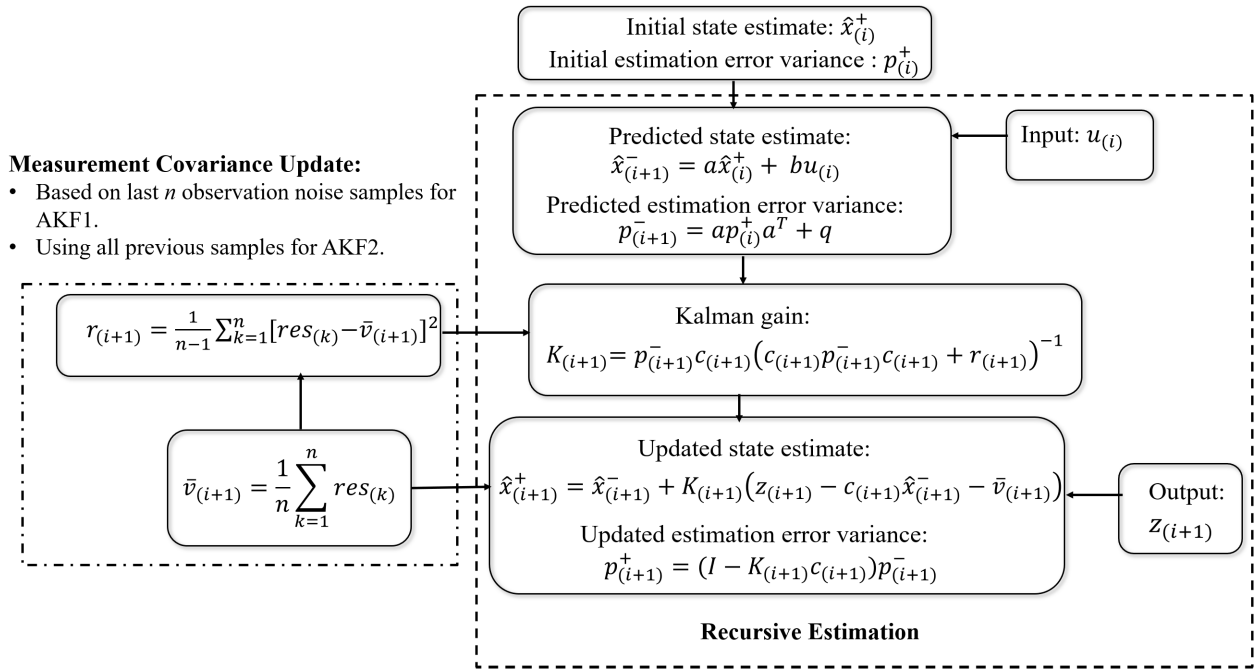 Initial state estimate: x̂⁺₍ᵢ₎
Initial estimation error variance : p⁺₍ᵢ₎
Predicted state estimate:
x̂⁻₍ᵢ₊₁₎ = ax̂⁺₍ᵢ₎ + bu₍ᵢ₎
Predicted estimation error variance:
p⁻₍ᵢ₊₁₎ = ap⁺₍ᵢ₎aᵀ + q
Input: u₍ᵢ₎
Measurement Covariance Update:
• Based on last n observation noise samples for
AKF1.
• Using all previous samples for AKF2.
r₍ᵢ₊₁₎ = 1/(n−1) ∑ₖ₌₁ⁿ[res₍ₖ₎−v̄₍ᵢ₊₁₎]²
Kalman gain:
K₍ᵢ₊₁₎= p⁻₍ᵢ₊₁₎c₍ᵢ₊₁₎(c₍ᵢ₊₁₎p⁻₍ᵢ₊₁₎c₍ᵢ₊₁₎ + r₍ᵢ₊₁₎)⁻¹
v̄₍ᵢ₊₁₎ = 1/n ∑ₖ₌₁ⁿ res₍ₖ₎
Updated state estimate:
x̂⁺₍ᵢ₊₁₎ = x̂⁻₍ᵢ₊₁₎ + K₍ᵢ₊₁₎(z₍ᵢ₊₁₎ − c₍ᵢ₊₁₎x̂⁻₍ᵢ₊₁₎ − v̄₍ᵢ₊₁₎)
Updated estimation error variance:
p⁺₍ᵢ₊₁₎ = (I − K₍ᵢ₊₁₎c₍ᵢ₊₁₎)p⁻₍ᵢ₊₁₎
Output:
z₍ᵢ₊₁₎
Recursive Estimation